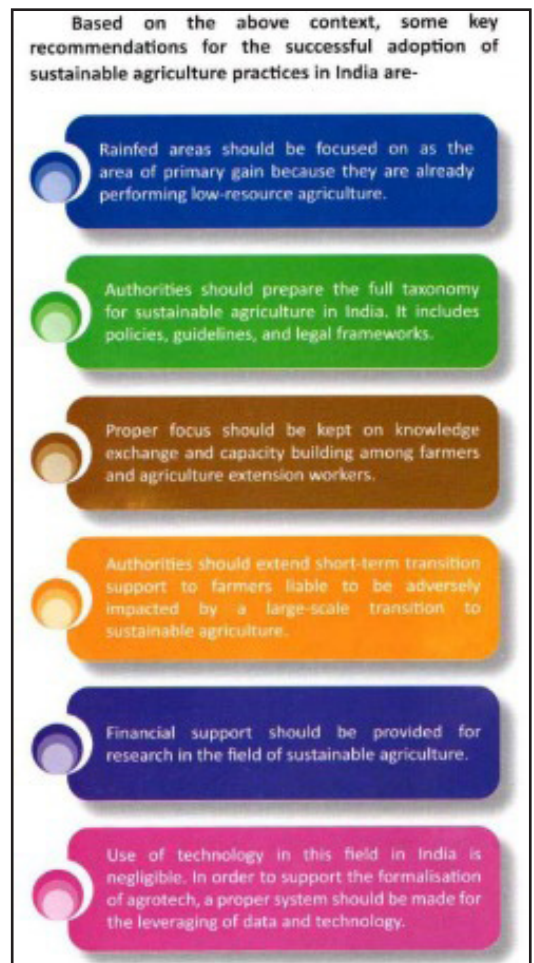 Based on the above context, some key
recommendations for the successful adoption of
sustainable agriculture practices in India are-
Rainfed areas should be focused on as the
area of primary gain because they are already
performing low-resource agriculture.
Authorities should prepare the full taxonomy
for sustainable agriculture in India. It includes
policies, guidelines, and legal frameworks.
Proper focus should be kept on knowledge
exchange and capacity building among farmers
and agriculture extension workers.
Authorities should extend short-term transition
support to farmers liable to be adversely
impacted by a large-scale transition to
sustainable agriculture.
Financial support should be provided for
research in the field of sustainable agriculture.
Use of technology in this field in India is
negligible. In order to support the formalisation
of agrotech, a proper system should be made for
the leveraging of data and technology.